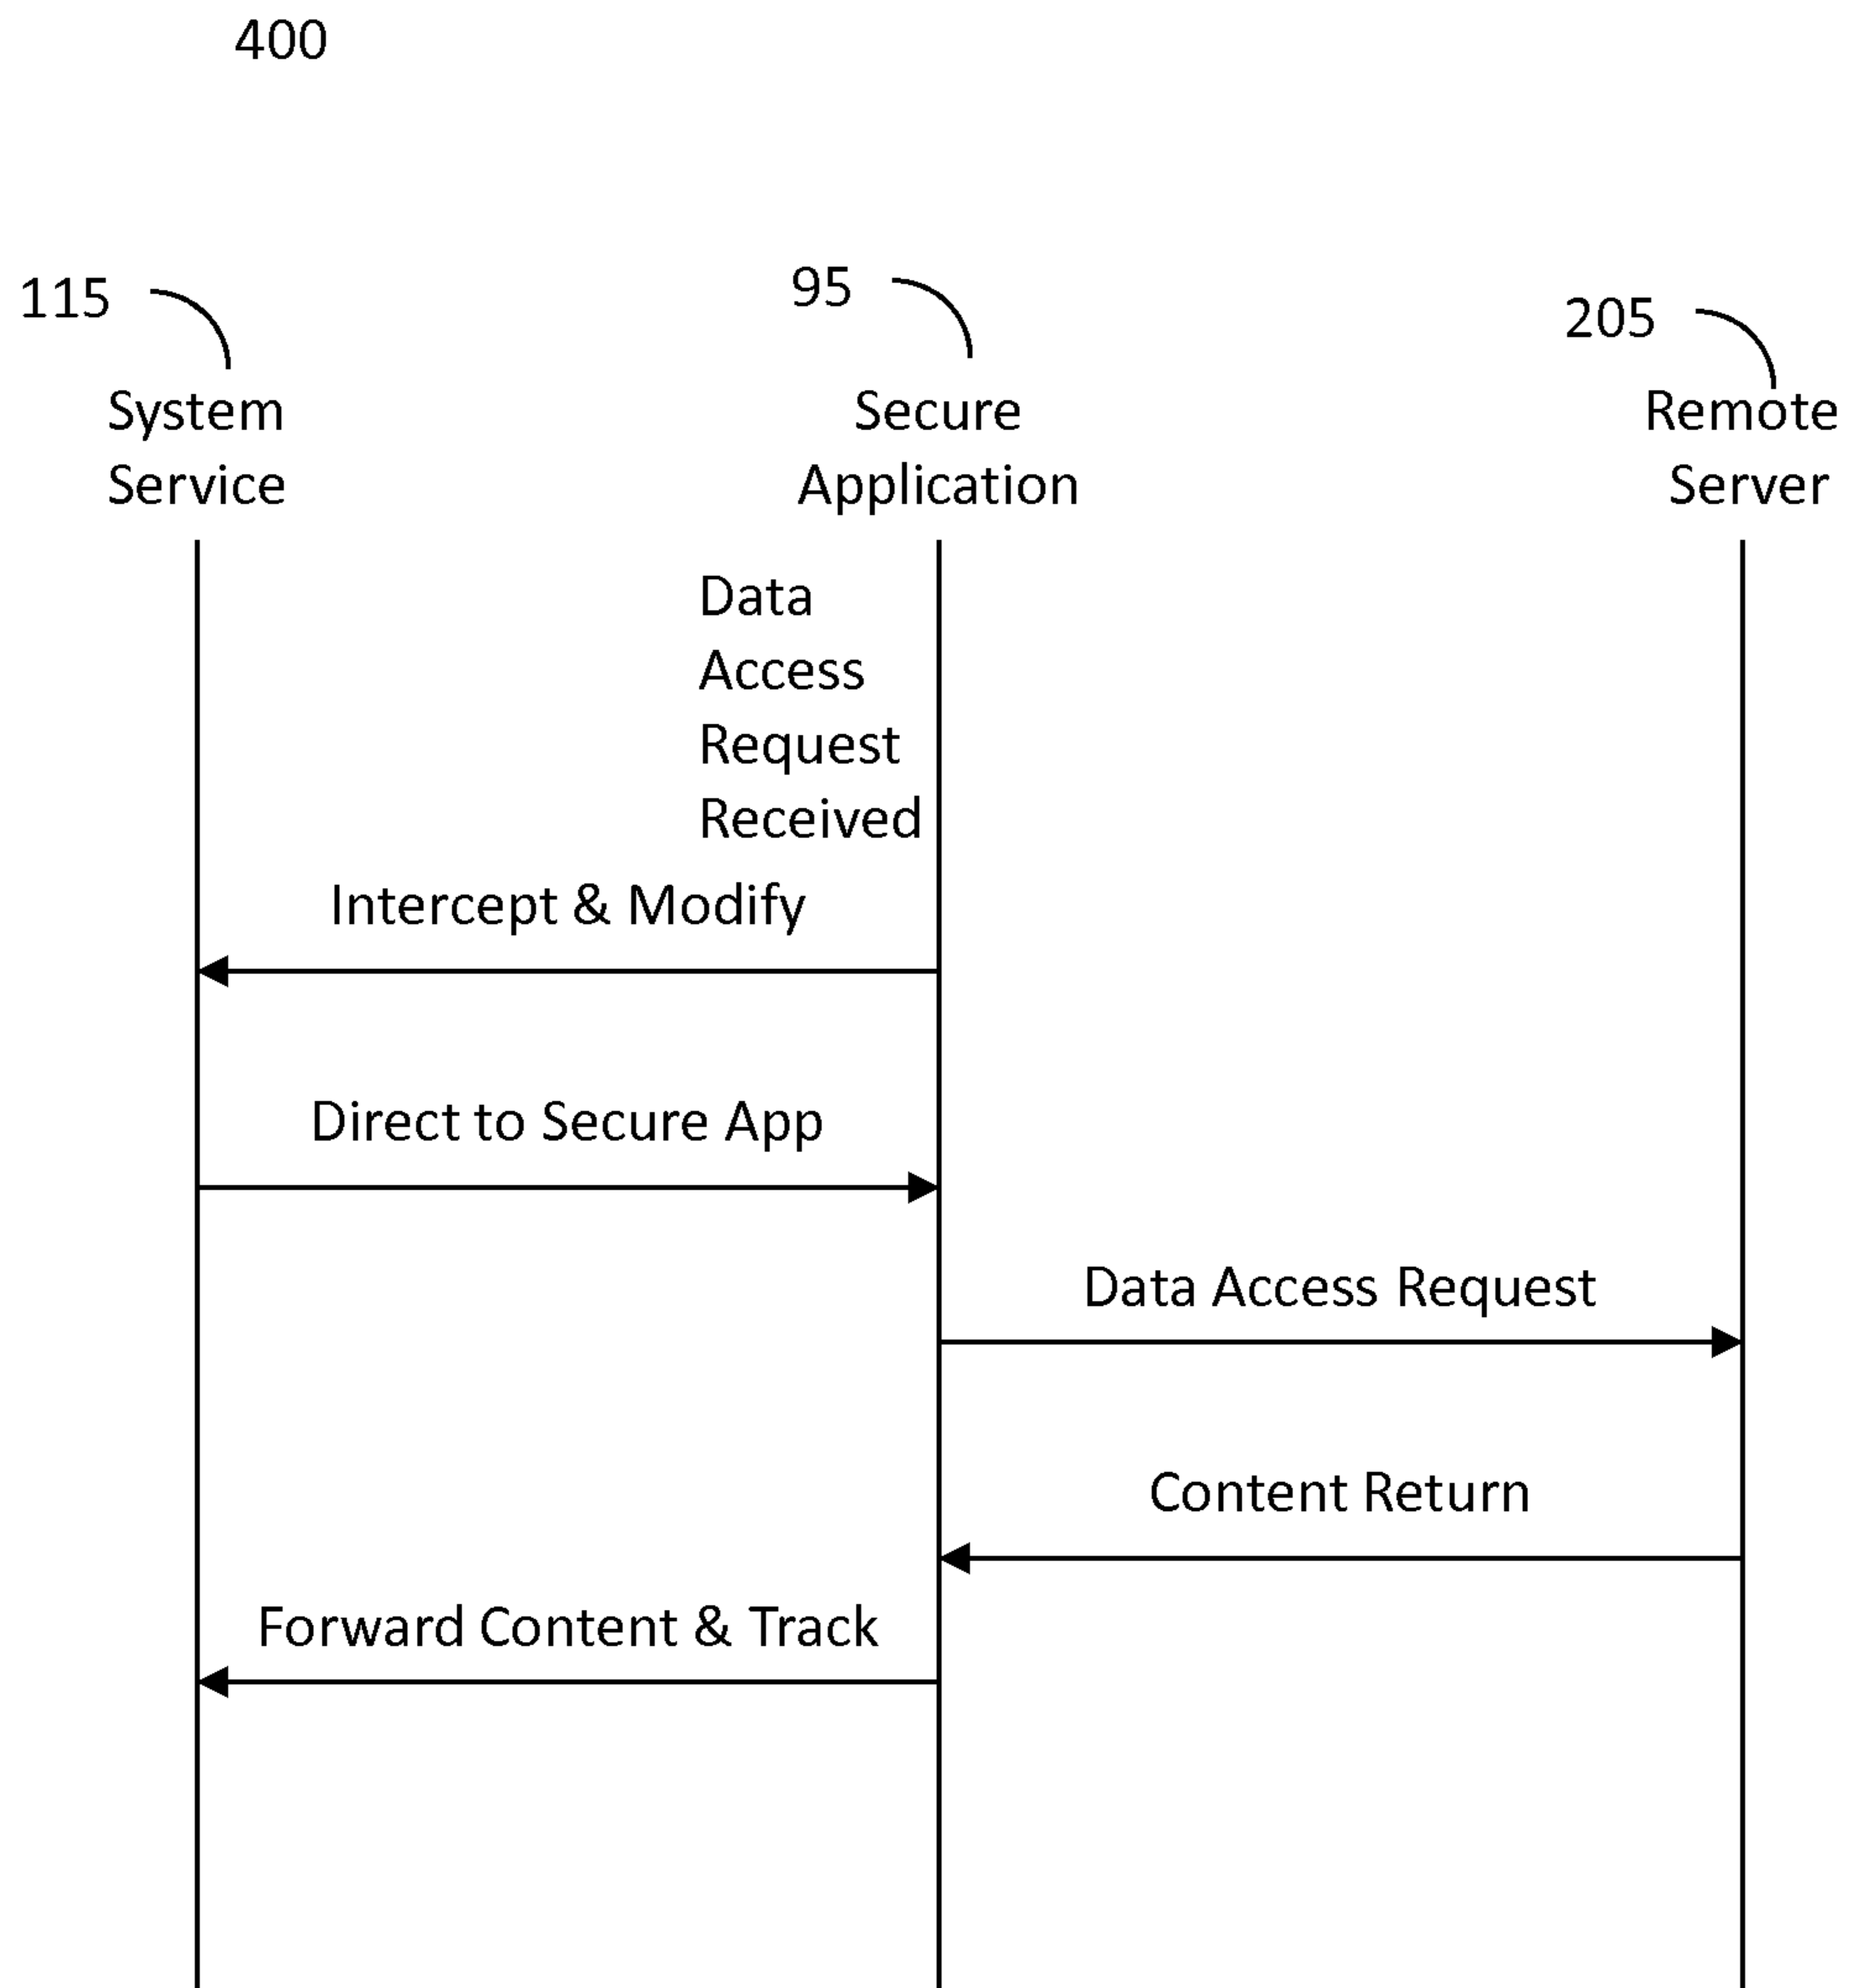 400
115
95
205
System
Service
Secure
Application
Remote
Server
Data
Access
Request
Received
Intercept & Modify
Direct to Secure App
Data Access Request
Content Return
Forward Content & Track